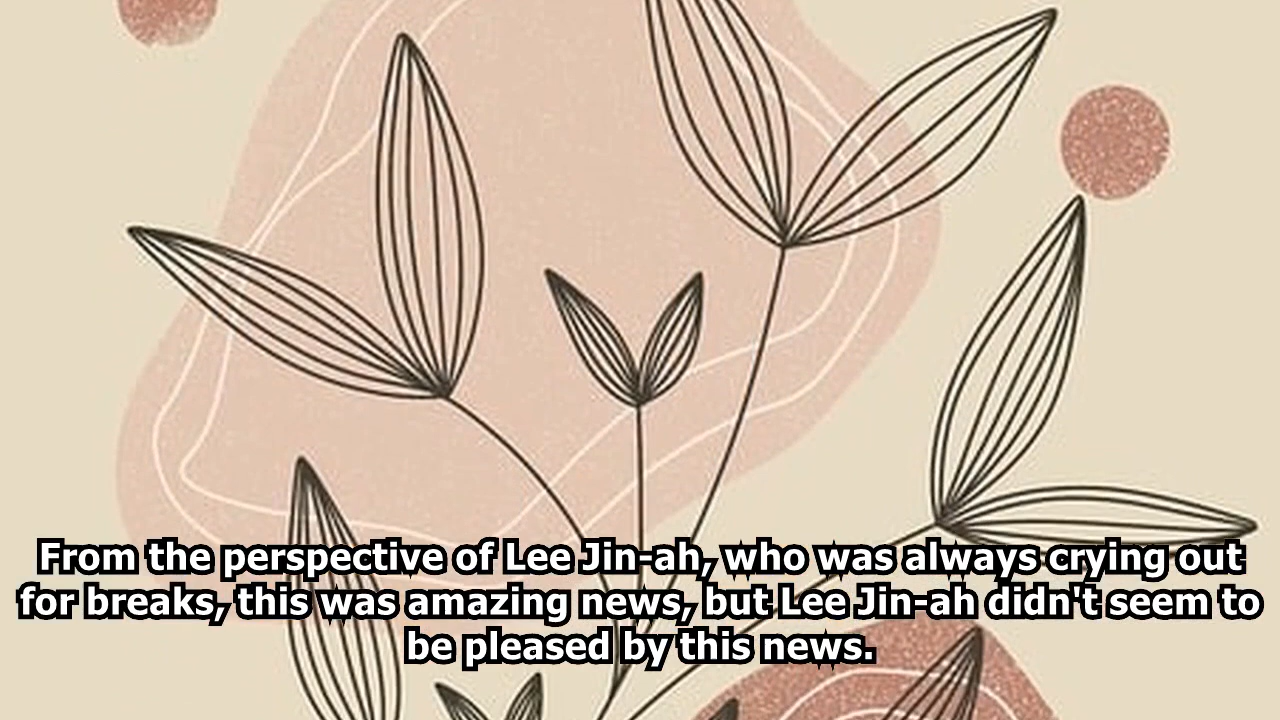 From the perspective of Lee Jin-ah, who was always crying out
for breaks, this was amazing news, but Lee Jin-ah didn't seem to
be pleased by this news.